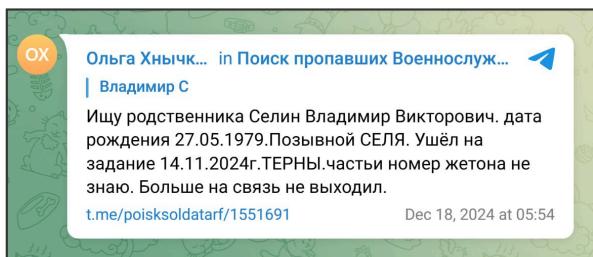 OX
Ольга Хнычк... in Поиск пропавших Военнослуж...
Владимир С
Ищу родственника Селин Владимир Викторович. дата
рождения 27.05.1979.Позывной СЕЛЯ. Ушёл на
задание 14.11.2024г.ТЕРНЫ.частьи номер жетона не
знаю. Больше на связь не выходил.
t.me/poisksoldatarf/1551691 Dec 18, 2024 at 05:54